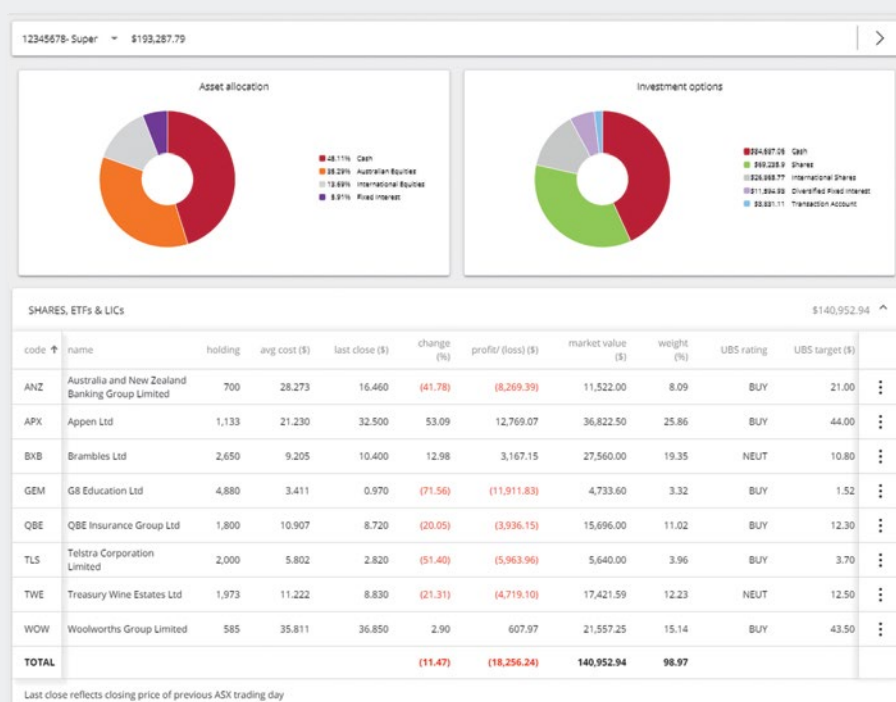 12345678- Super $193,287.79
Asset allocation
Cash
Australian Equities
13.69% International Equities
Fixed Interest
Investment options
Cash
Shares
International Shares
Diversified Fixed Interest
Transaction Account
SHARES, ETFs & LICs $140,952.94
code name holding avg cost ($) last close ($) change (%) profit/ (loss) ($) market value ($) weight (%) UBS rating UBS target ($)
ANZ Australia and New Zealand Banking Group Limited 700 28.273 16.460 (41.78) (8,269.39) 11,522.00 8.09 BUY 21.00
APX Appen Ltd 1,133 21.230 32.500 53.09 12,769.07 36,822.50 25.86 BUY 44.00
BXB Brambles Ltd 2,650 9.205 10.400 12.98 3,167.15 27,560.00 19.35 NEUT 10.80
GEM G8 Education Ltd 4,880 3.411 0.970 (71.56) (11,911.83) 4,733.60 3.32 BUY 1.52
QBE QBE Insurance Group Ltd 1,800 10.907 8.720 (20.05) (3,936.15) 15,696.00 11.02 BUY 12.30
TLS Telstra Corporation Limited 2,000 5.802 2.820 (51.40) (5,963.96) 5,640.00 3.96 BUY 3.70
TWE Treasury Wine Estates Ltd 1,973 11.222 8.830 (21.31) (4,719.10) 17,421.59 12.23 NEUT 12.50
WOW Woolworths Group Limited 585 35.811 36.850 2.90 607.97 21,557.25 15.14 BUY 43.50
TOTAL (11.47) (18,256.24) 140,952.94 98.97
Last close reflects closing price of previous ASX trading day